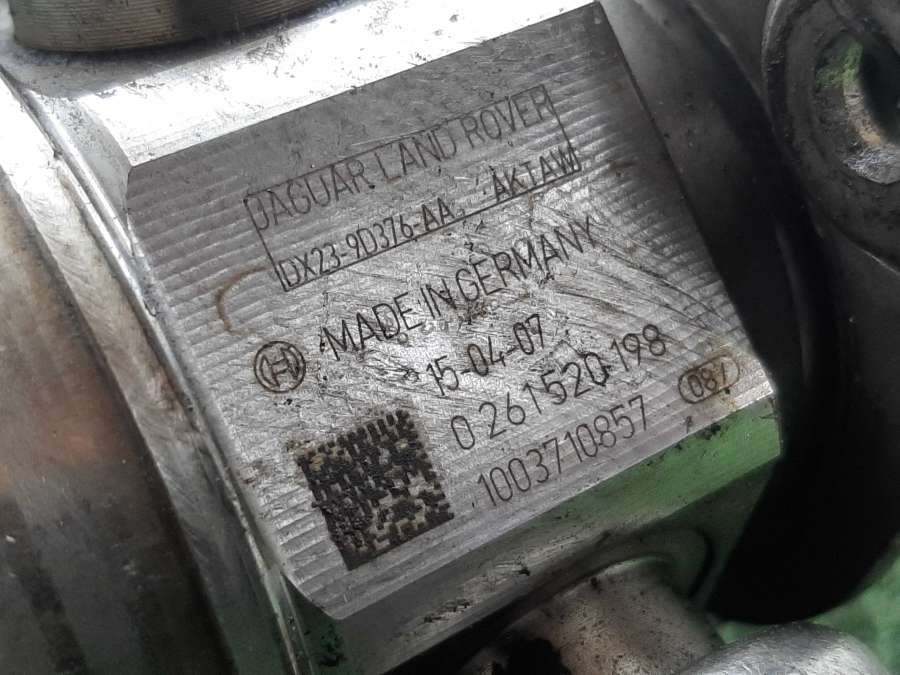 JAGUAR LAND ROVER
DX23-9D376-AA AKTAW
MADE IN GERMANY
15-04-07
0 261 520 198
1003710857 087